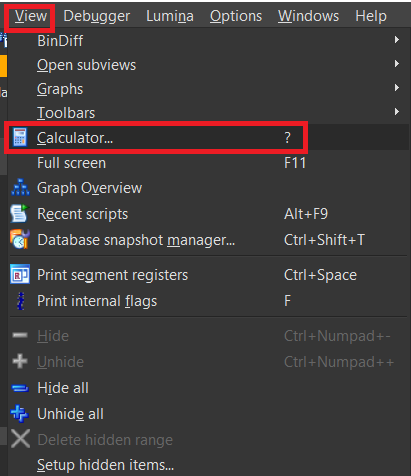 View Debugger Lumina Options Windows Help
BinDiff
Open subviews
Graphs
Toolbars
Calculator... ?
Full screen F11
Graph Overview
Recent scripts Alt+F9
Database snapshot manager... Ctrl+Shift+T
Print segment registers Ctrl+Space
Print internal flags F
Hide Ctrl+Numpad+-
Unhide Ctrl+Numpad++
Hide all
Unhide all
Delete hidden range
Setup hidden items...